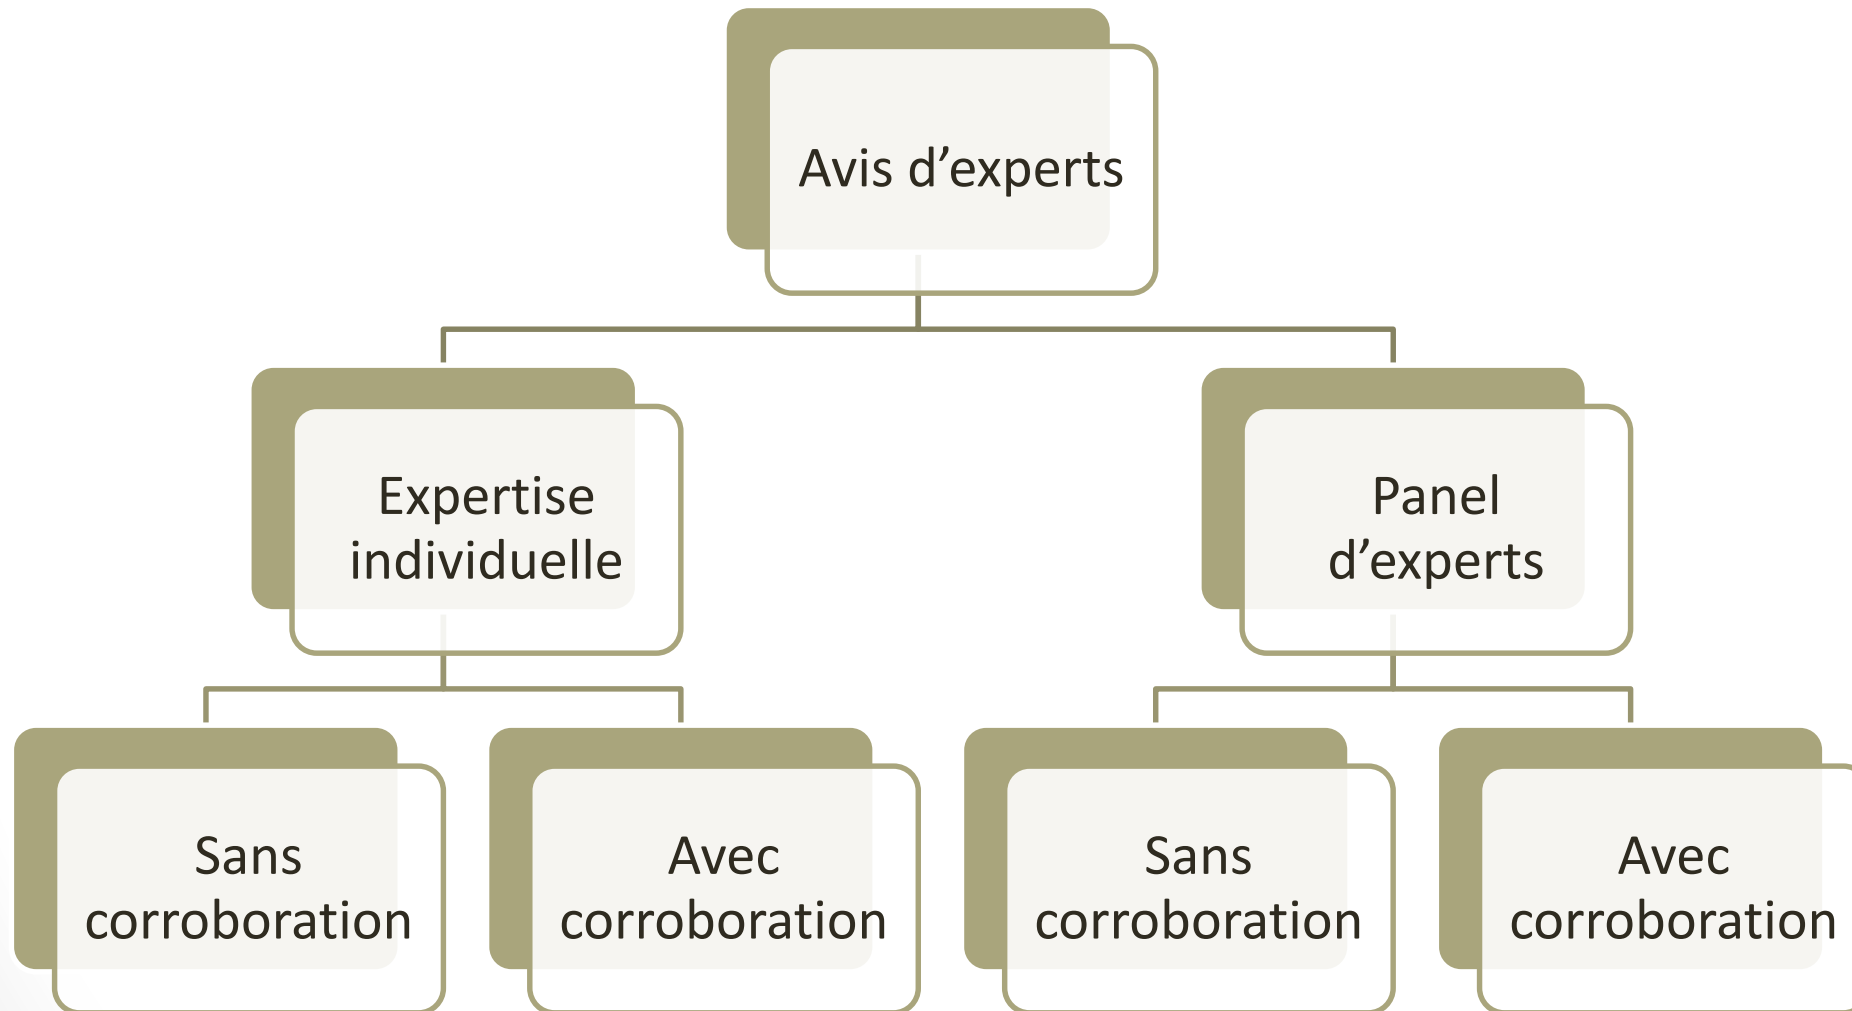 Avis d’experts
Expertise
individuelle
Panel
d’experts
Sans
corroboration
Avec
corroboration
Sans
corroboration
Avec
corroboration